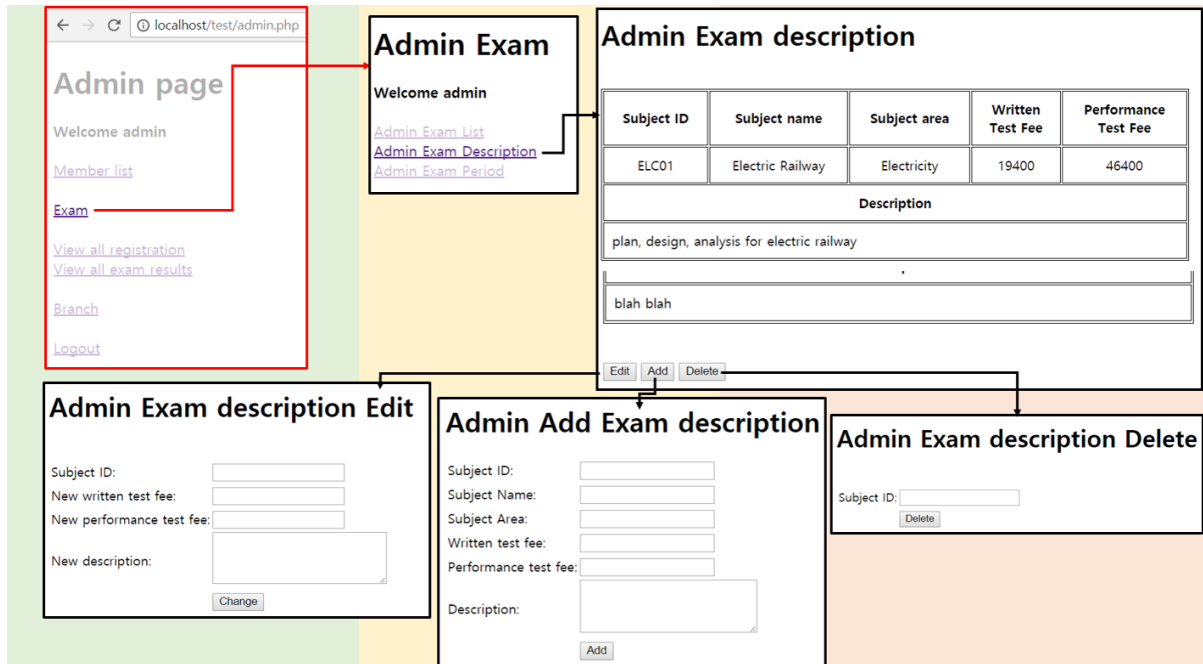 localhost/test/admin.php
Admin page
Welcome admin
Member list
Exam
View all registration
View all exam results
Branch
Logout
Admin Exam
Welcome admin
Admin Exam List
Admin Exam Description
Admin Exam Period
Admin Exam description
Subject ID Subject name Subject area Written Test Fee Performance Test Fee
ELC01 Electric Railway Electricity 19400 46400
Description
plan, design, analysis for electric railway
blah blah
Edit Add Delete
Admin Exam description Edit
Subject ID:
New written test fee:
New performance test fee:
New description:
Change
Admin Add Exam description
Subject ID:
Subject Name:
Subject Area:
Written test fee:
Performance test fee:
Description:
Add
Admin Exam description Delete
Subject ID:
Delete